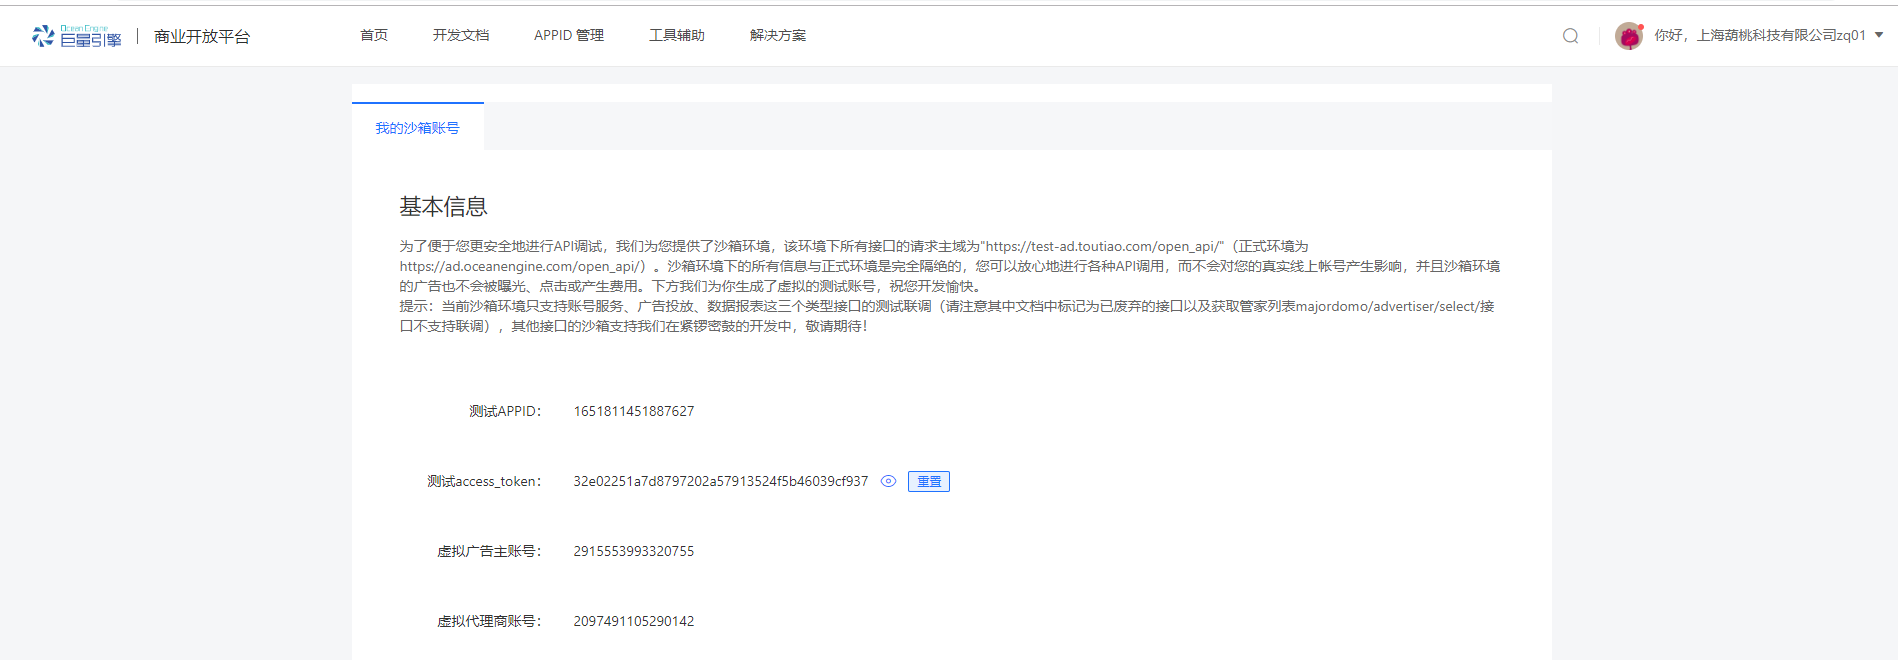 Ocean Engine
巨量引擎
商业开放平台
首页
开发文档
APPID 管理
工具辅助
解决方案
你好，上海葫桃科技有限公司zq01
我的沙箱账号
基本信息
为了便于您更安全地进行API调试，我们为您提供了沙箱环境，该环境下所有接口的请求主域为"https://test-ad.toutiao.com/open_api/"（正式环境为
https://ad.oceanengine.com/open_api/）。沙箱环境下的所有信息与正式环境是完全隔绝的，您可以放心地进行各种API调用，而不会对您的真实线上帐号产生影响，并且沙箱环境
的广告也不会被曝光、点击或产生费用。下方我们为你生成了虚拟的测试账号，祝您开发愉快。
提示：当前沙箱环境只支持账号服务、广告投放、数据报表这三个类型接口的测试联调（请注意其中文档中标记为已废弃的接口以及获取管家列表majordomo/advertiser/select/接
口不支持联调），其他接口的沙箱支持我们在紧锣密鼓的开发中，敬请期待！
测试APPID： 1651811451887627
测试access_token： 32e02251a7d8797202a57913524f5b46039cf937 重置
虚拟广告主账号： 2915553993320755
虚拟代理商账号： 2097491105290142